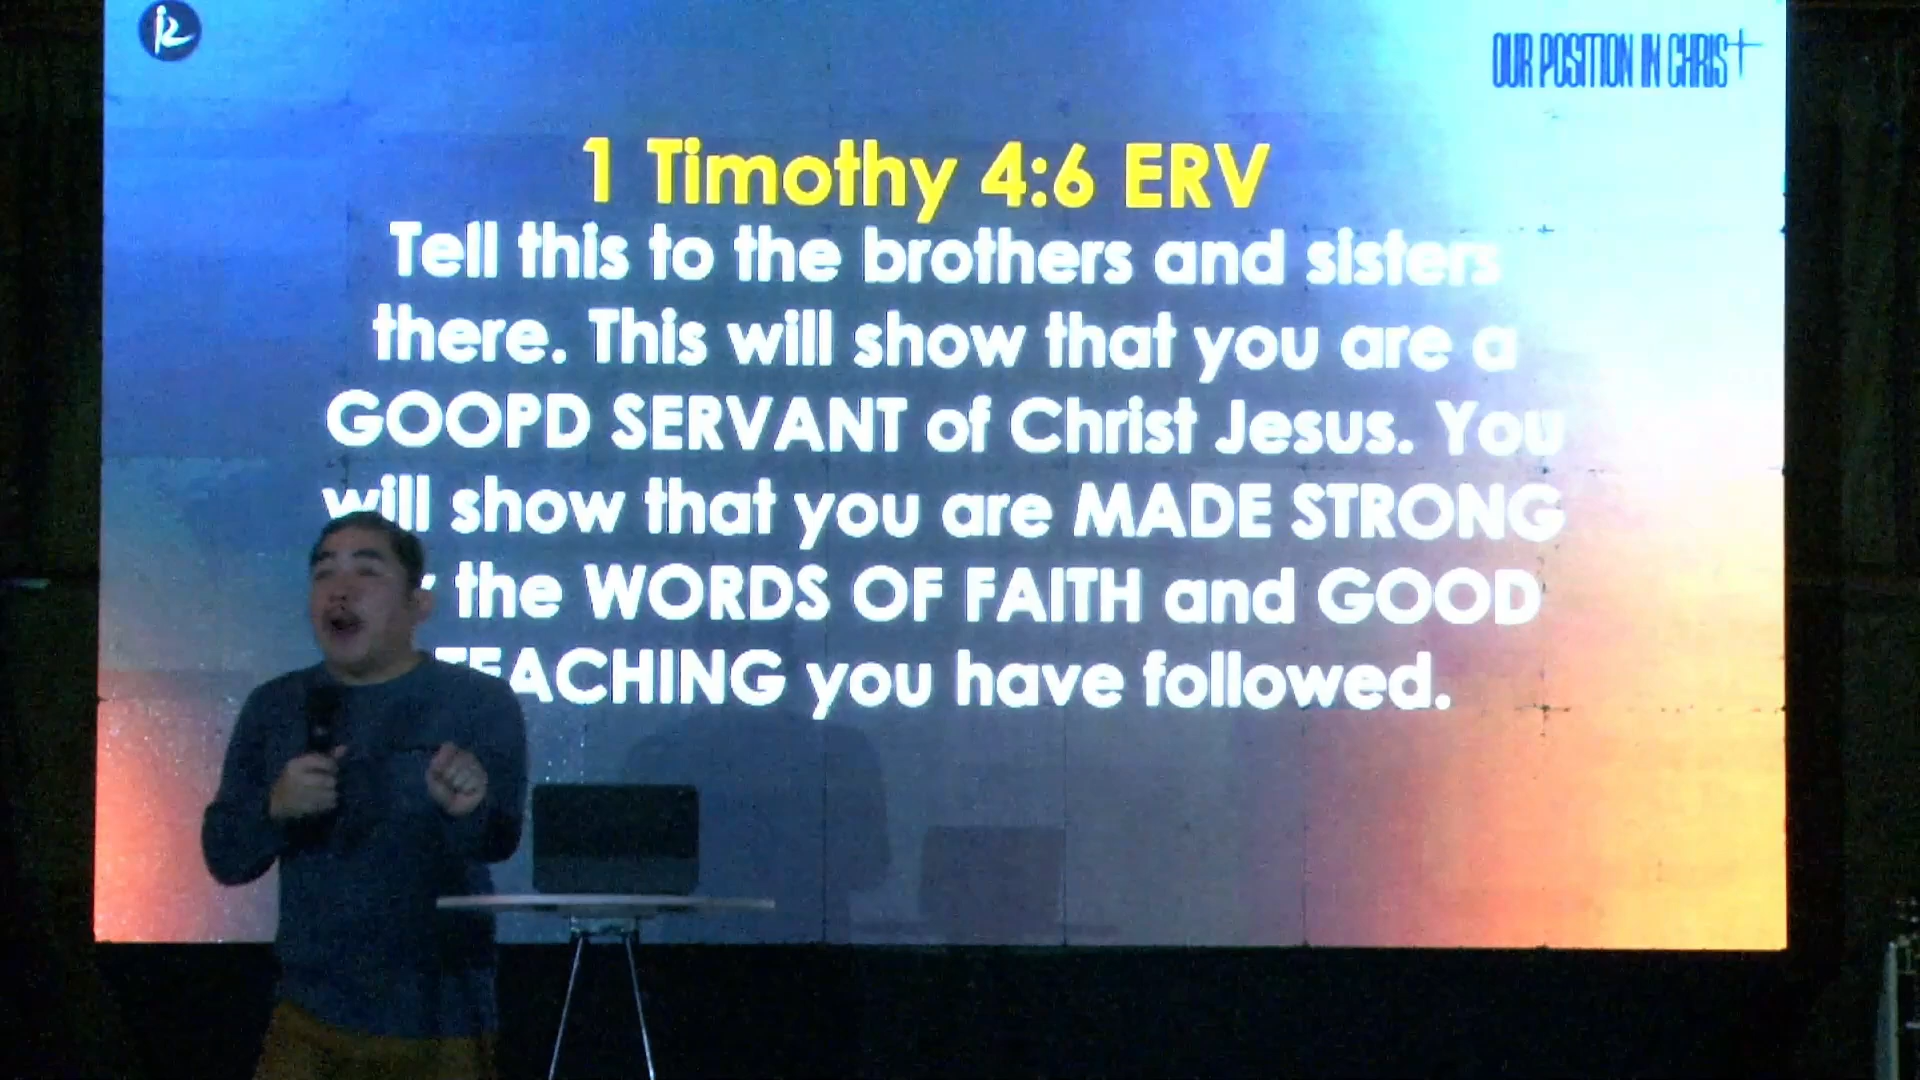 OUR POSITION IN CHRIST
1 Timothy 4:6 ERV
Tell this to the brothers and sisters
there. This will show that you are a
GOOPD SERVANT of Christ Jesus. You
will show that you are MADE STRONG
the WORDS OF FAITH and GOOD
TEACHING you have followed.